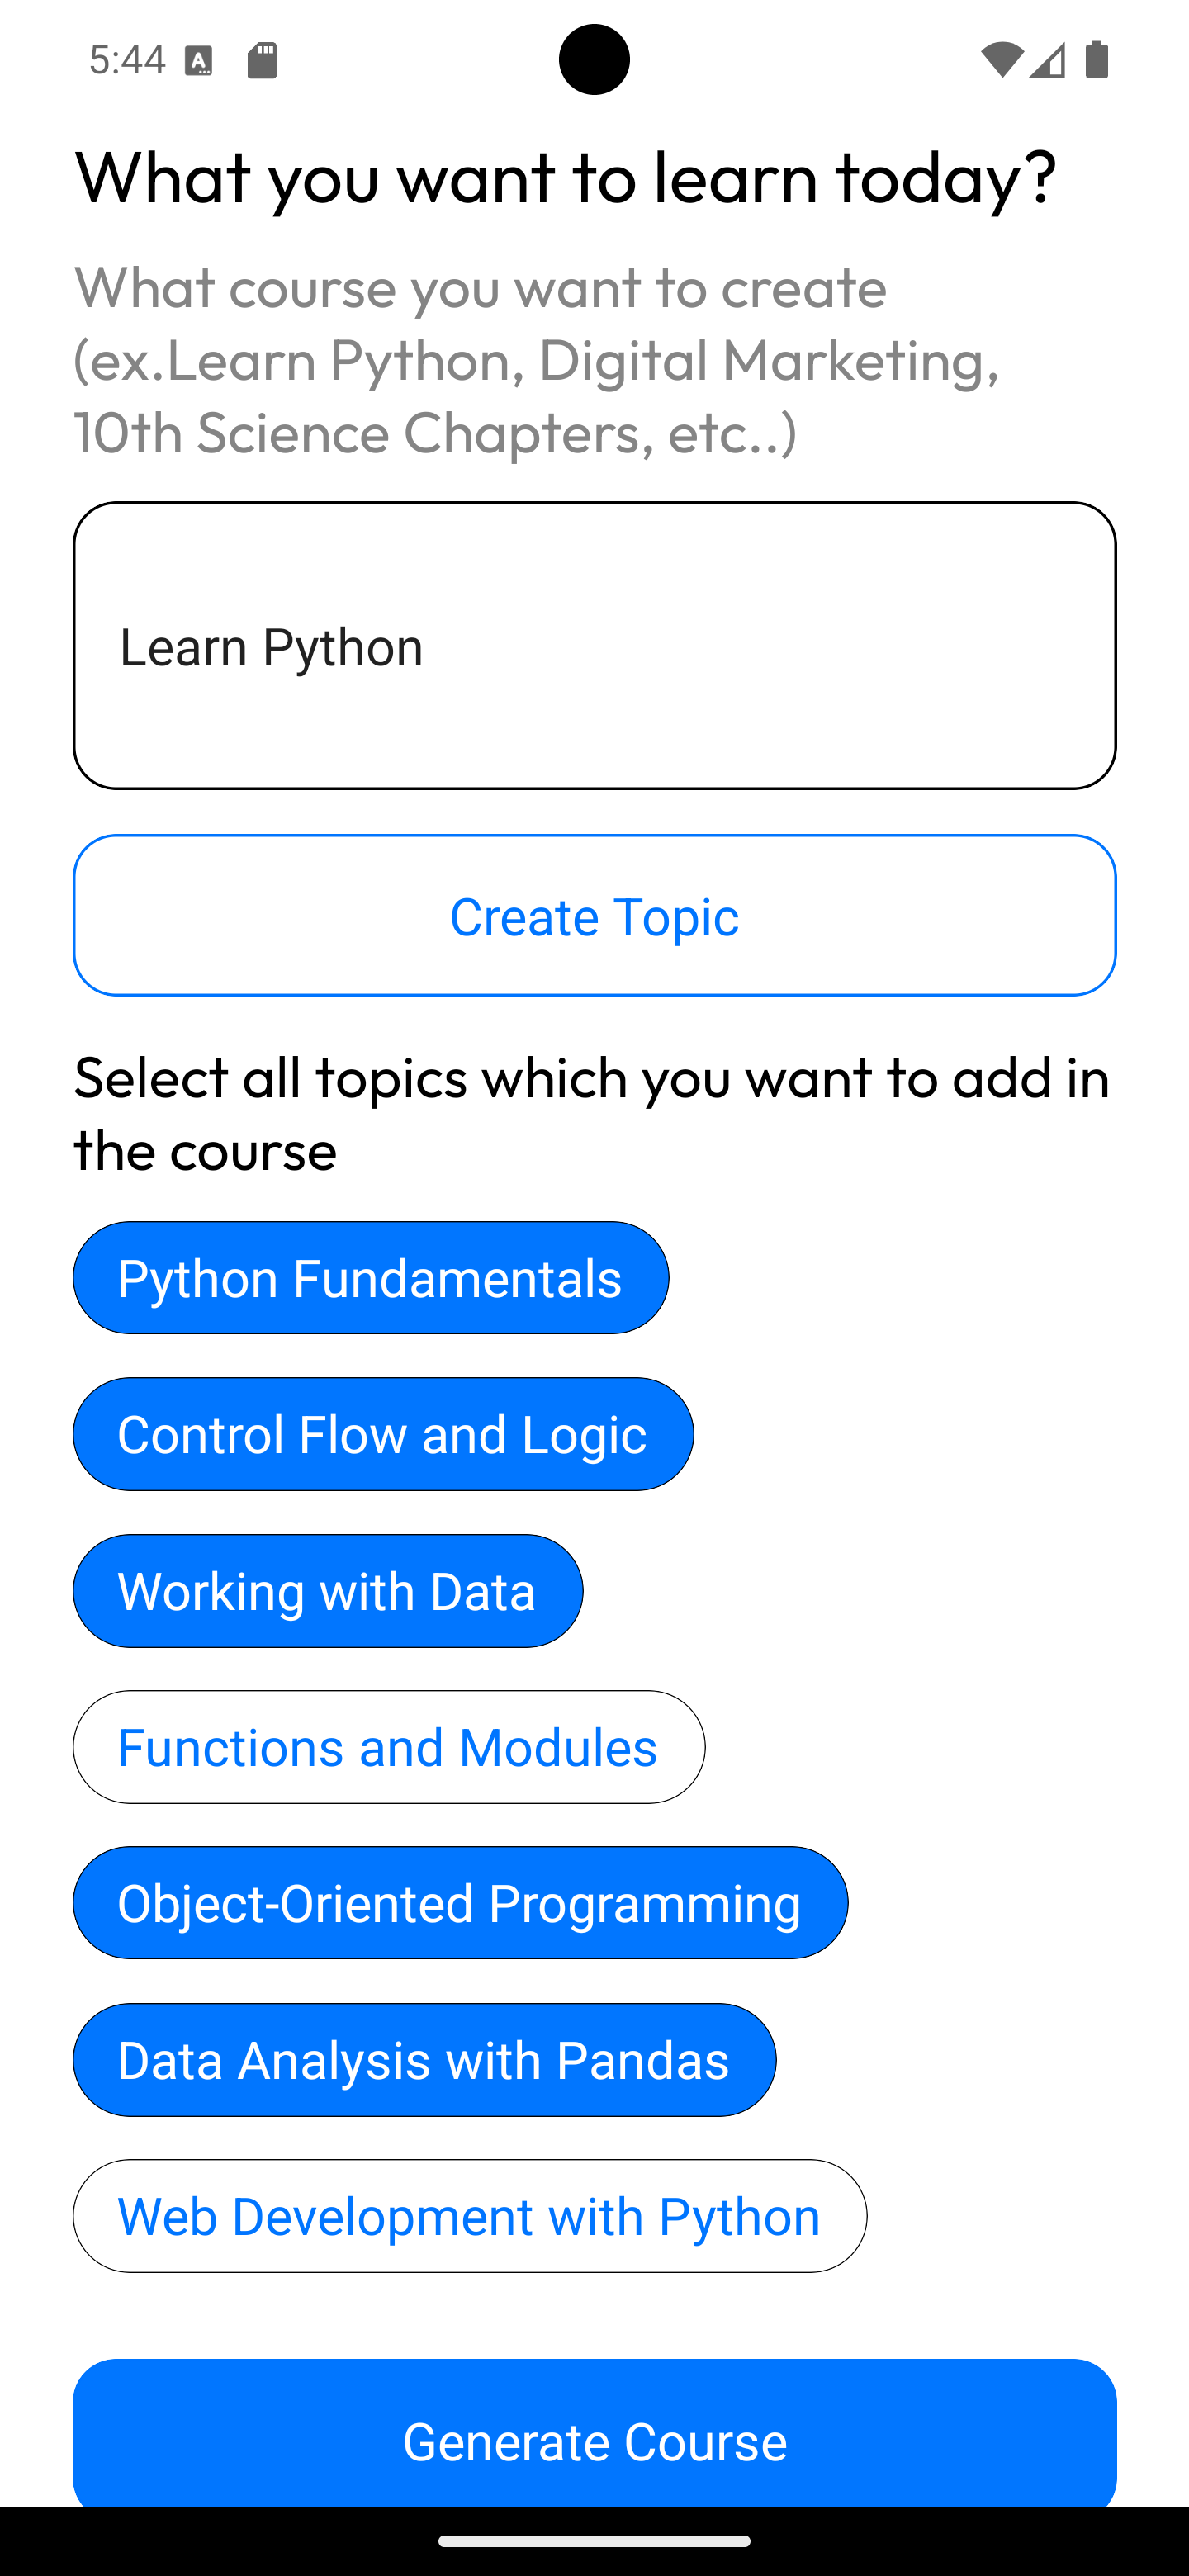 5:44
What you want to learn today?
What course you want to create
(ex.Learn Python, Digital Marketing,
10th Science Chapters, etc..)
Learn Python
Create Topic
Select all topics which you want to add in
the course
Python Fundamentals
Control Flow and Logic
Working with Data
Functions and Modules
Object-Oriented Programming
Data Analysis with Pandas
Web Development with Python
Generate Course